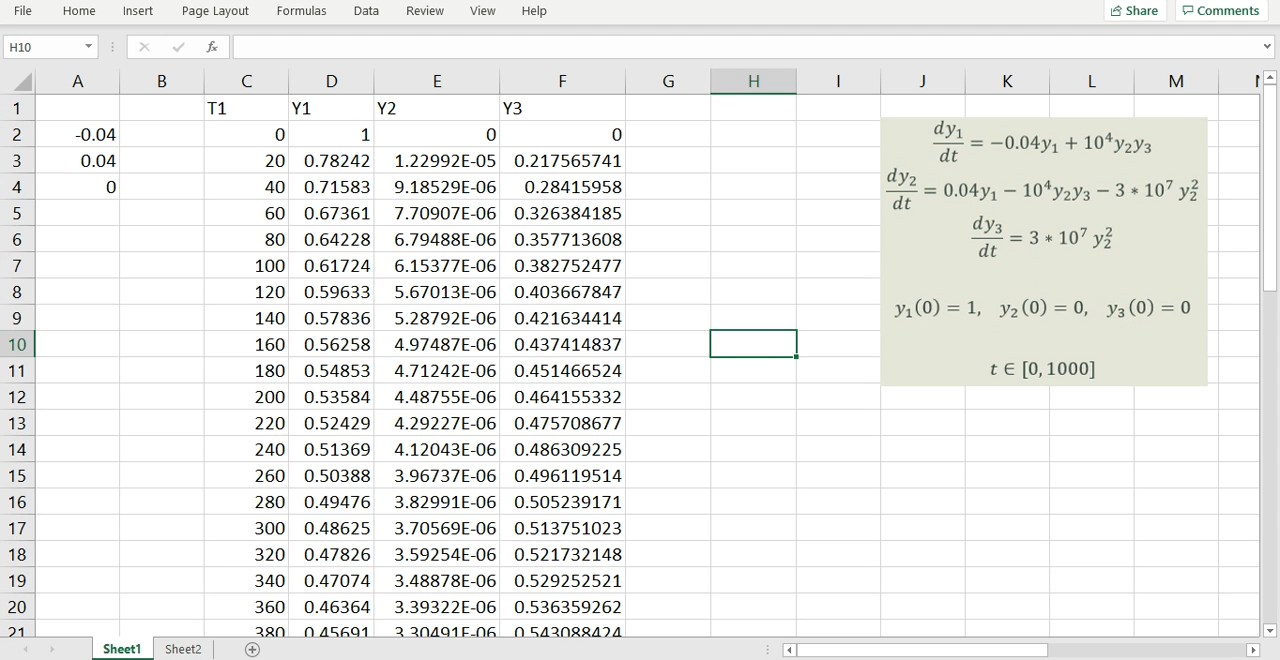 File Home Insert Page Layout Formulas Data Review View Help Share Comments
H10 fx
A B C D E F G H I J K L M
1 T1 Y1 Y2 Y3
2 -0.04 0 1 0 0
3 0.04 20 0.78242 1.22992E-05 0.217565741
4 0 40 0.71583 9.18529E-06 0.28415958
5 60 0.67361 7.70907E-06 0.326384185
6 80 0.64228 6.79488E-06 0.357713608
7 100 0.61724 6.15377E-06 0.382752477
8 120 0.59633 5.67013E-06 0.403667847
9 140 0.57836 5.28792E-06 0.421634414
10 160 0.56258 4.97487E-06 0.437414837
11 180 0.54853 4.71242E-06 0.451466524
12 200 0.53584 4.48755E-06 0.464155332
13 220 0.52429 4.29227E-06 0.475708677
14 240 0.51369 4.12043E-06 0.486309225
15 260 0.50388 3.96737E-06 0.496119514
16 280 0.49476 3.82991E-06 0.505239171
17 300 0.48625 3.70569E-06 0.513751023
18 320 0.47826 3.59254E-06 0.521732148
19 340 0.47074 3.48878E-06 0.529252521
20 360 0.46364 3.39322E-06 0.536359262
21 380 0.45691 3.30491E-06 0.543088424
dy₁/dt = −0.04y₁ + 10⁴y₂y₃
dy₂/dt = 0.04y₁ − 10⁴y₂y₃ − 3 * 10⁷ y₂²
dy₃/dt = 3 * 10⁷ y₂²
y₁(0) = 1, y₂(0) = 0, y₃(0) = 0
t ∈ [0, 1000]
Sheet1 Sheet2